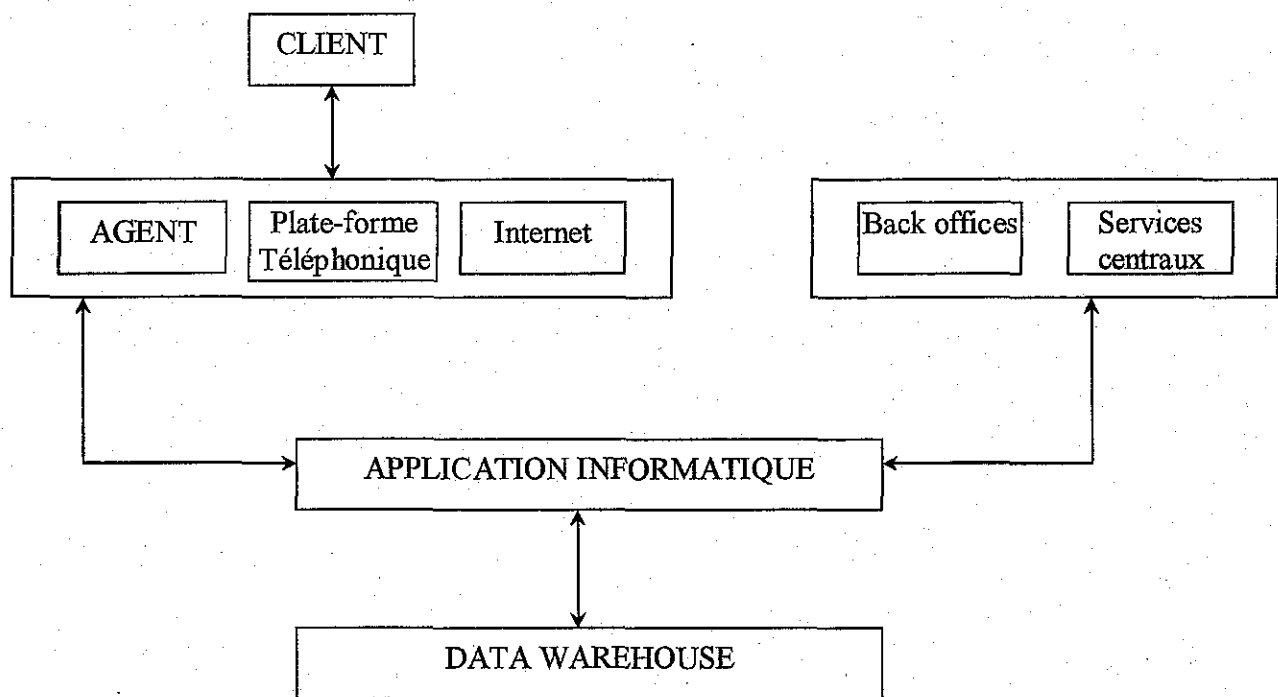 CLIENT
AGENT
Plate-forme
Téléphonique
Internet
Back offices
Services
centraux
APPLICATION INFORMATIQUE
DATA WAREHOUSE